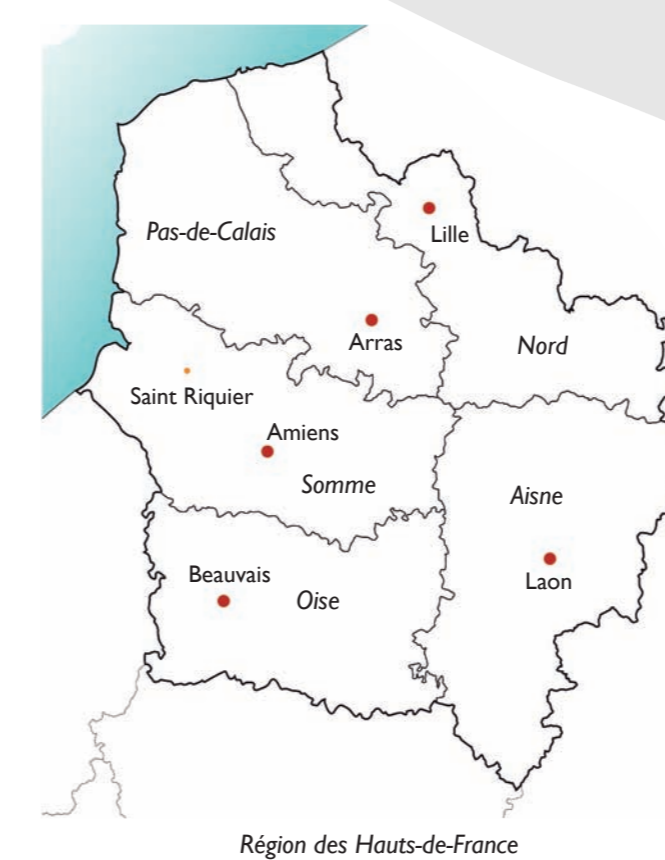 Lille
Pas-de-Calais
Arras
Nord
Saint Riquier
Amiens
Somme
Aisne
Beauvais
Laon
Oise
Région des Hauts-de-France